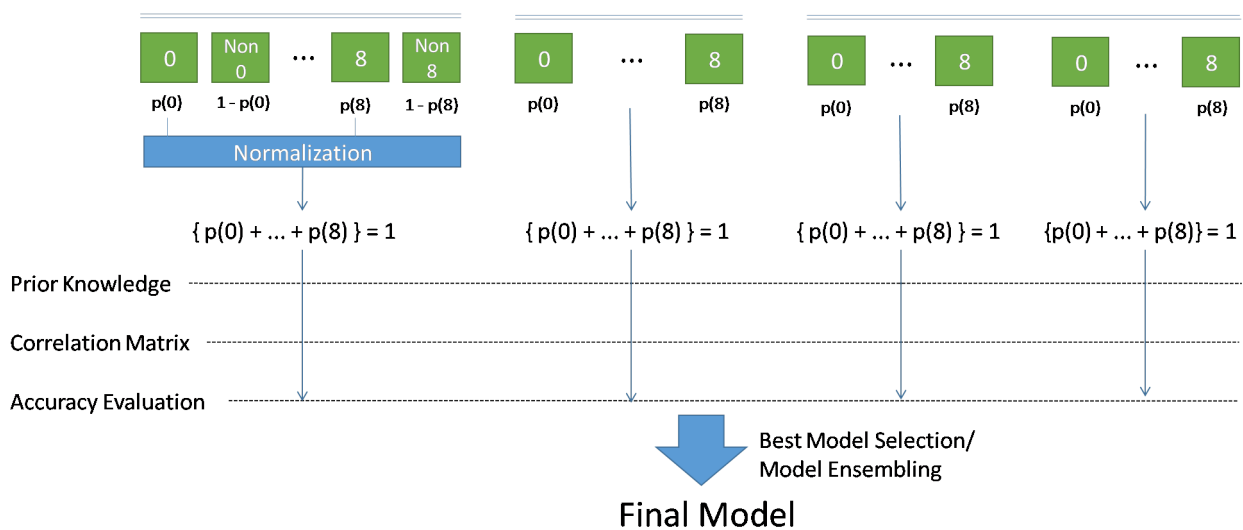 0 Non 0 ... 8 Non 8 0 ... 8 0 ... 8 0 ... 8
p(0) 1 - p(0) p(8) 1 - p(8) p(0) p(8) p(0) p(8) p(0) p(8)
Normalization
{ p(0) + ... + p(8) } = 1 { p(0) + ... + p(8) } = 1 { p(0) + ... + p(8) } = 1 {p(0) + ... + p(8)} = 1
Prior Knowledge
Correlation Matrix
Accuracy Evaluation
Best Model Selection/
Model Ensembling
Final Model